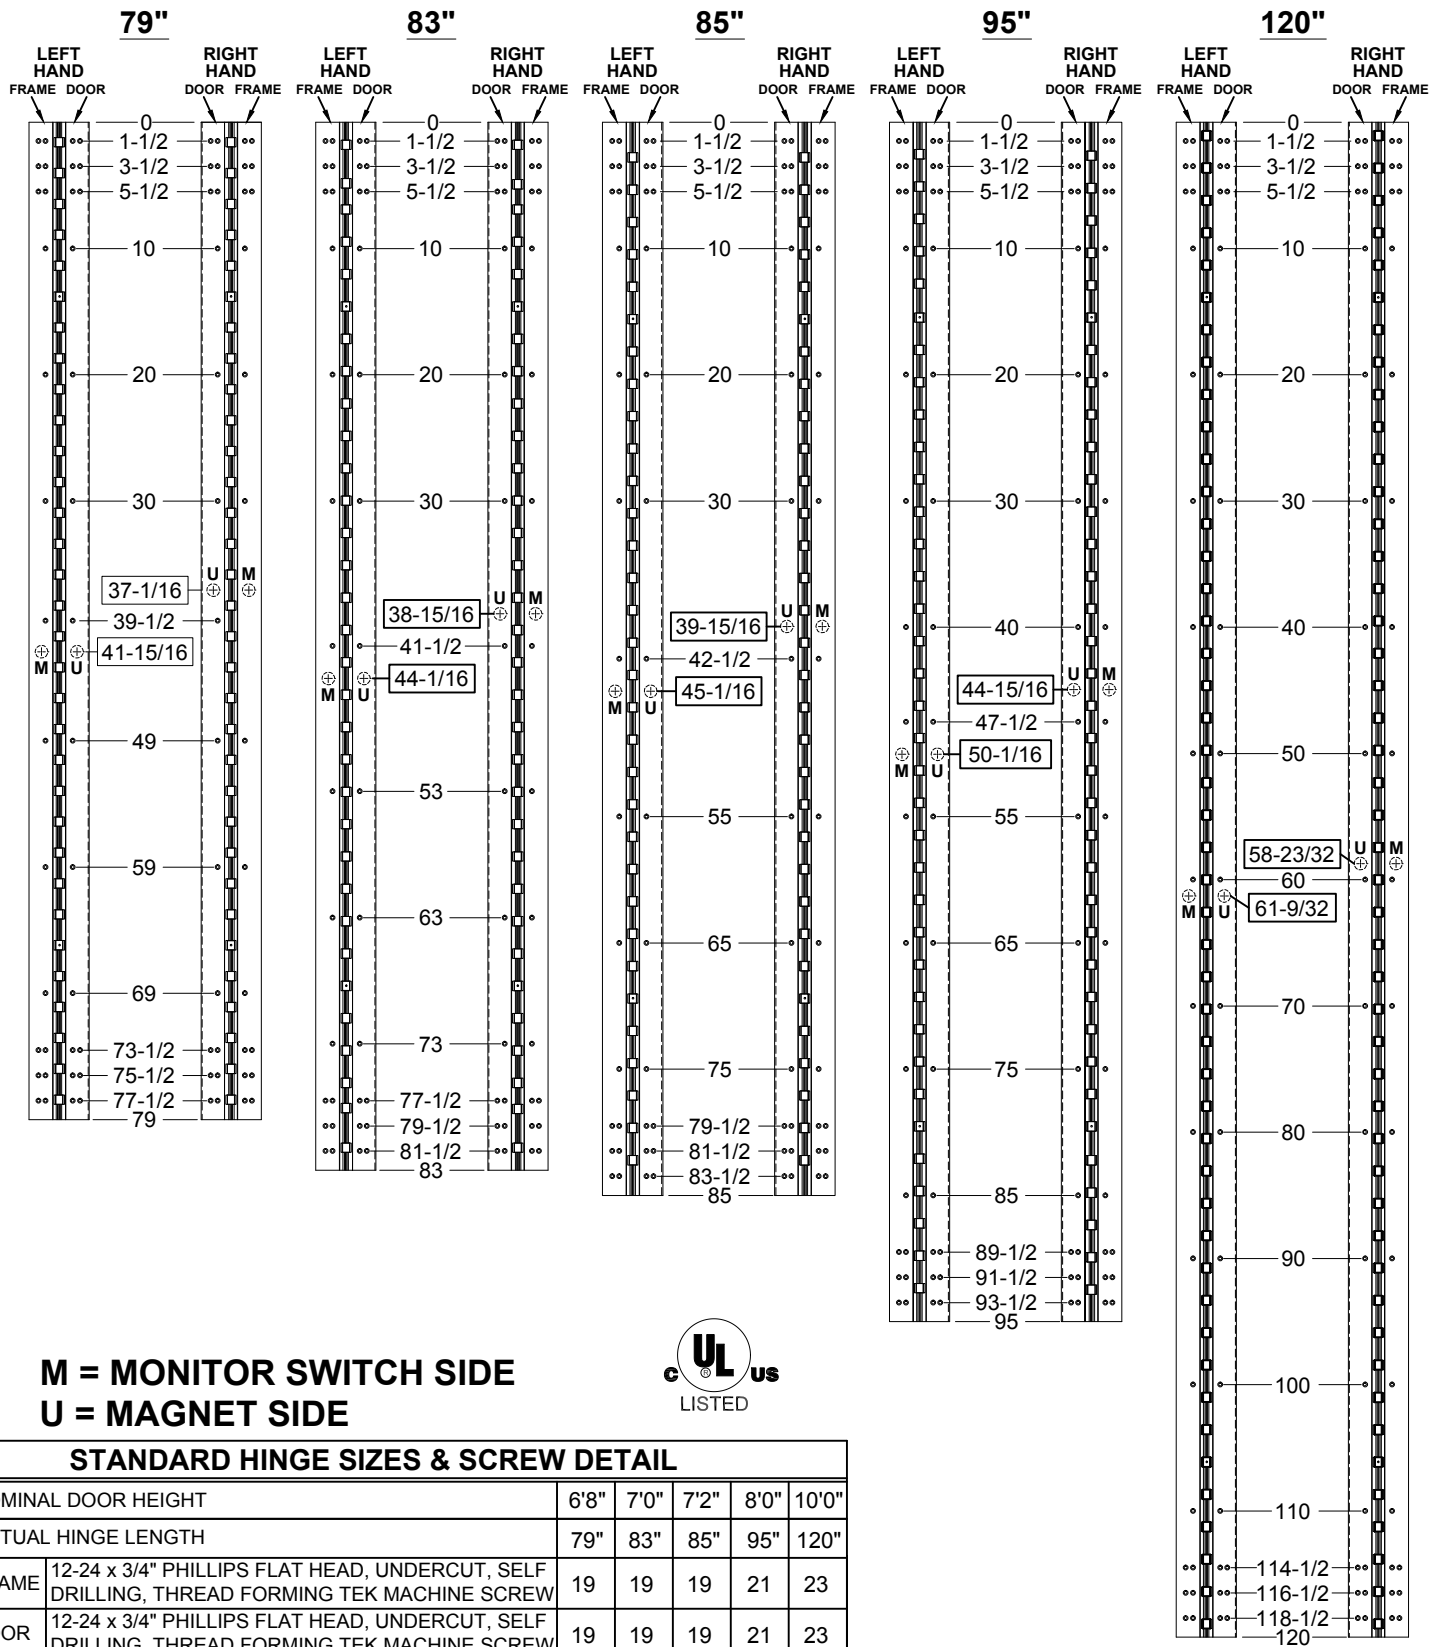 79"
LEFT HAND
RIGHT HAND
FRAME DOOR
DOOR FRAME
0
1-1/2
3-1/2
5-1/2
10
20
30
U M
37-1/16
39-1/2
41-15/16
M U
49
59
69
73-1/2
75-1/2
77-1/2
79
83"
LEFT HAND
RIGHT HAND
FRAME DOOR
DOOR FRAME
0
1-1/2
3-1/2
5-1/2
10
20
30
U M
38-15/16
41-1/2
44-1/16
M U
53
63
73
77-1/2
79-1/2
81-1/2
83
85"
LEFT HAND
RIGHT HAND
FRAME DOOR
DOOR FRAME
0
1-1/2
3-1/2
5-1/2
10
20
30
U M
39-15/16
42-1/2
45-1/16
M U
55
65
75
79-1/2
81-1/2
83-1/2
85
95"
LEFT HAND
RIGHT HAND
FRAME DOOR
DOOR FRAME
0
1-1/2
3-1/2
5-1/2
10
20
30
40
U M
44-15/16
47-1/2
50-1/16
M U
55
65
75
85
89-1/2
91-1/2
93-1/2
95
120"
LEFT HAND
RIGHT HAND
FRAME DOOR
DOOR FRAME
0
1-1/2
3-1/2
5-1/2
10
20
30
40
50
U M
58-23/32
60
61-9/32
M U
70
80
90
100
110
114-1/2
116-1/2
118-1/2
120
M = MONITOR SWITCH SIDE
U = MAGNET SIDE
C UL ® US
LISTED
STANDARD HINGE SIZES & SCREW DETAIL
MINAL DOOR HEIGHT 6'8" 7'0" 7'2" 8'0" 10'0"
TUAL HINGE LENGTH 79" 83" 85" 95" 120"
AME 12-24 x 3/4" PHILLIPS FLAT HEAD, UNDERCUT, SELF
DRILLING, THREAD FORMING TEK MACHINE SCREW 19 19 19 21 23
OR 12-24 x 3/4" PHILLIPS FLAT HEAD, UNDERCUT, SELF
DRILLING, THREAD FORMING TEK MACHINE SCREW 19 19 19 21 23